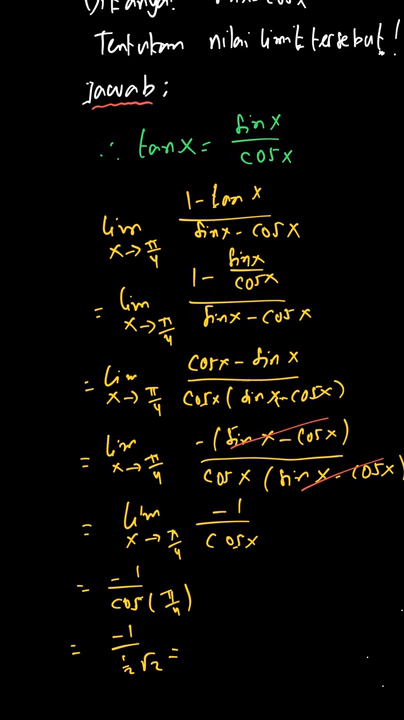 Tentukan nilai limit tersebut!
Jawab;
∴ tan x = sin x / cos x
lim x→π/4 (1 - tan x) / (sin x - cos x)
= lim x→π/4 (1 - sin x / cos x) / (sin x - cos x)
= lim x→π/4 (cos x - sin x) / (cos x (sin x - cos x))
= lim x→π/4 -(sin x - cos x) / (cos x (sin x - cos x))
= lim x→π/4 -1 / cos x
= -1 / cos(π/4)
= -1 / (1/2 √2) =